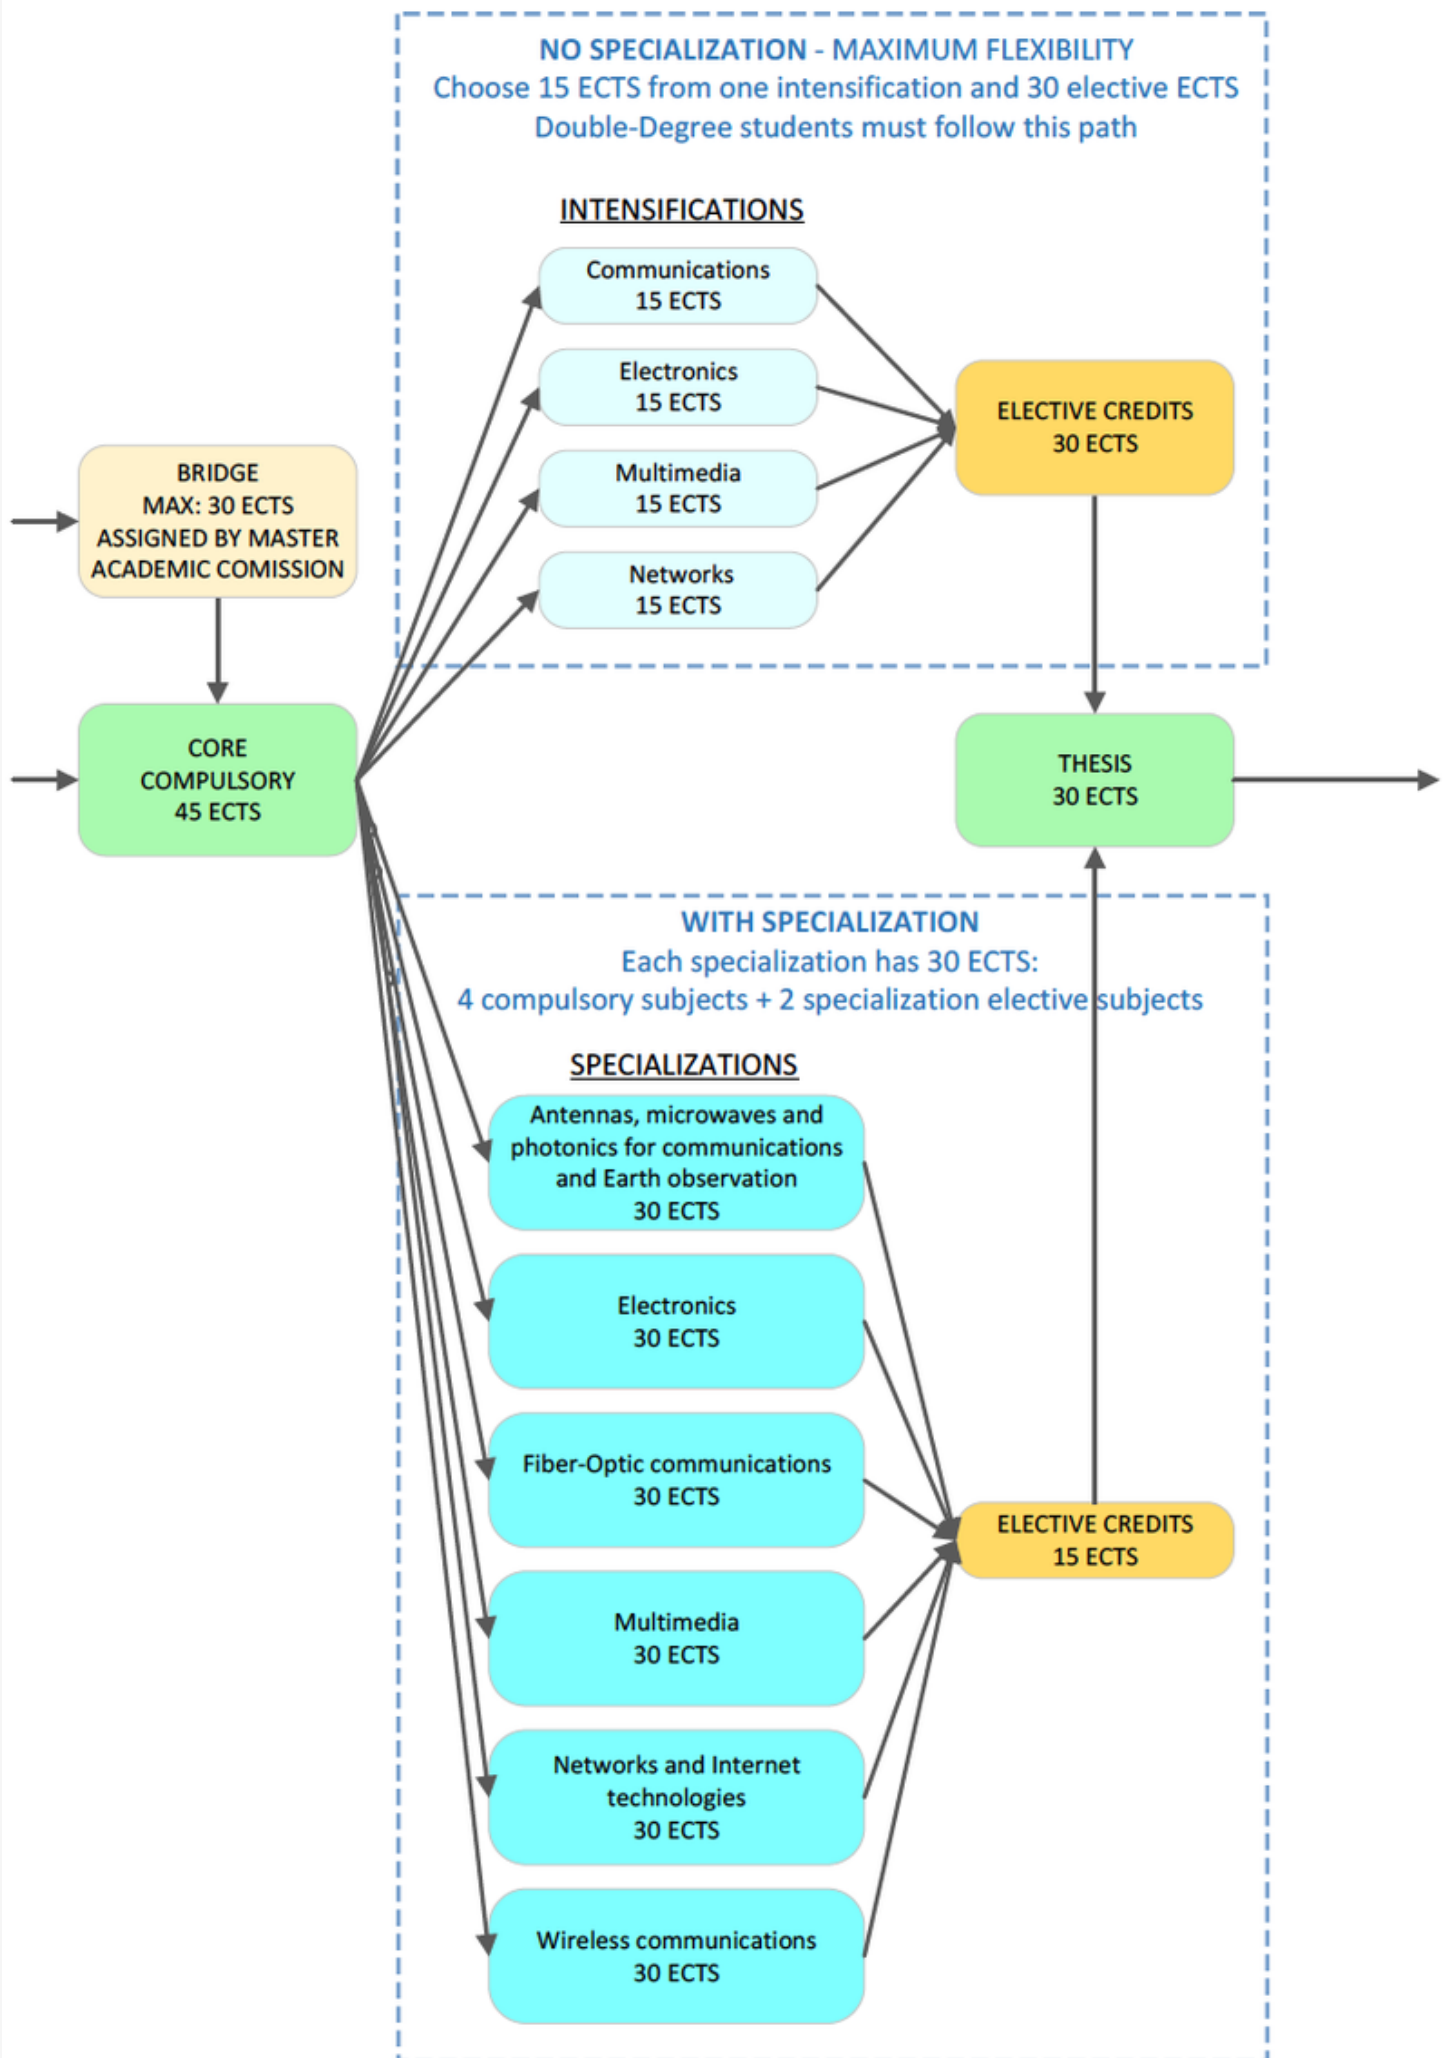 NO SPECIALIZATION - MAXIMUM FLEXIBILITY
Choose 15 ECTS from one intensification and 30 elective ECTS
Double-Degree students must follow this path
INTENSIFICATIONS
Communications
15 ECTS
Electronics
15 ECTS
Multimedia
15 ECTS
Networks
15 ECTS
ELECTIVE CREDITS
30 ECTS
BRIDGE
MAX: 30 ECTS
ASSIGNED BY MASTER
ACADEMIC COMISSION
CORE
COMPULSORY
45 ECTS
THESIS
30 ECTS
WITH SPECIALIZATION
Each specialization has 30 ECTS:
4 compulsory subjects + 2 specialization elective subjects
SPECIALIZATIONS
Antennas, microwaves and
photonics for communications
and Earth observation
30 ECTS
Electronics
30 ECTS
Fiber-Optic communications
30 ECTS
Multimedia
30 ECTS
Networks and Internet
technologies
30 ECTS
Wireless communications
30 ECTS
ELECTIVE CREDITS
15 ECTS